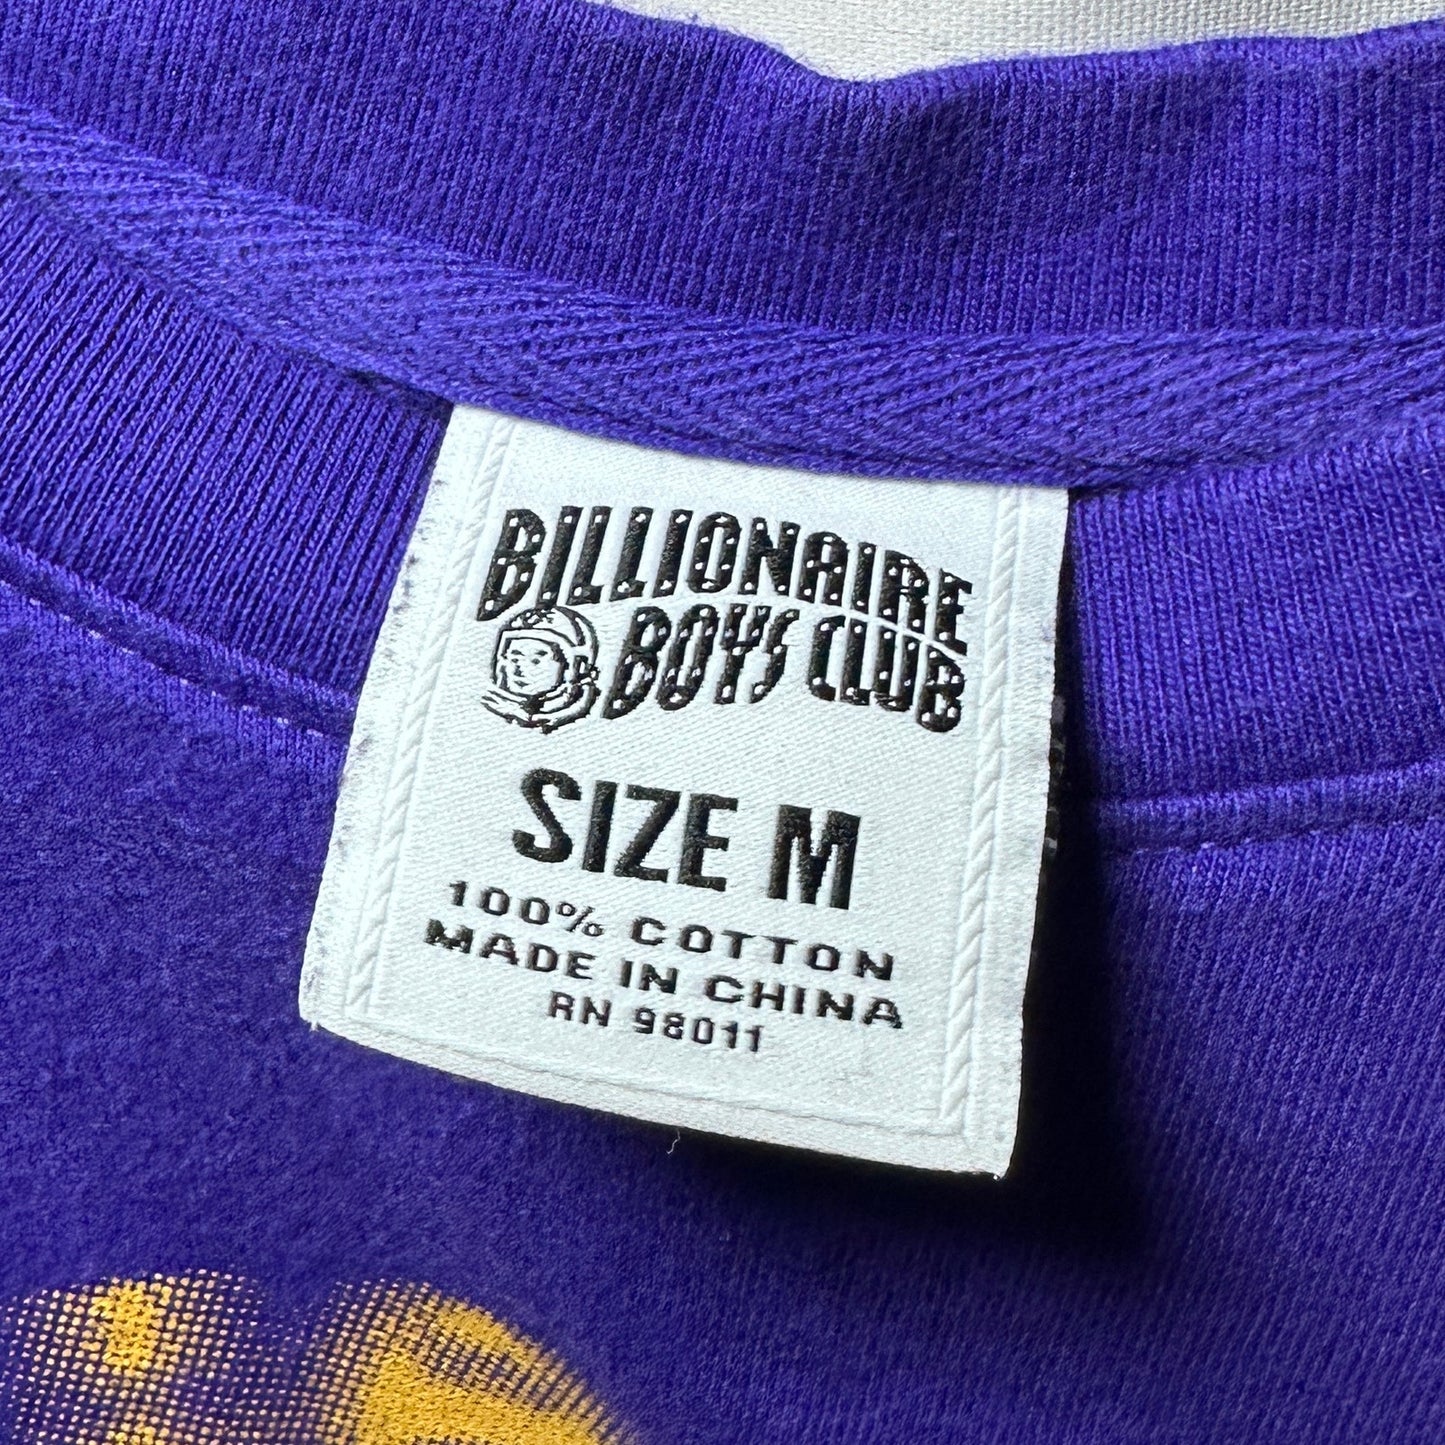 BILLIONAIRE
BOYS CLUB
SIZE M
100% COTTON
MADE IN CHINA
RN 98011